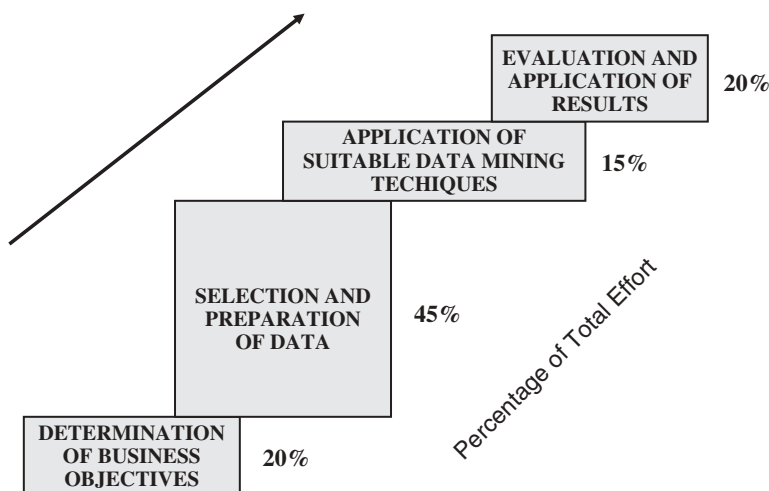 EVALUATION AND
APPLICATION OF
RESULTS
20%
APPLICATION OF
SUITABLE DATA MINING
TECHIQUES
15%
SELECTION AND
PREPARATION
OF DATA
45%
DETERMINATION
OF BUSINESS
OBJECTIVES
20%
Percentage of Total Effort